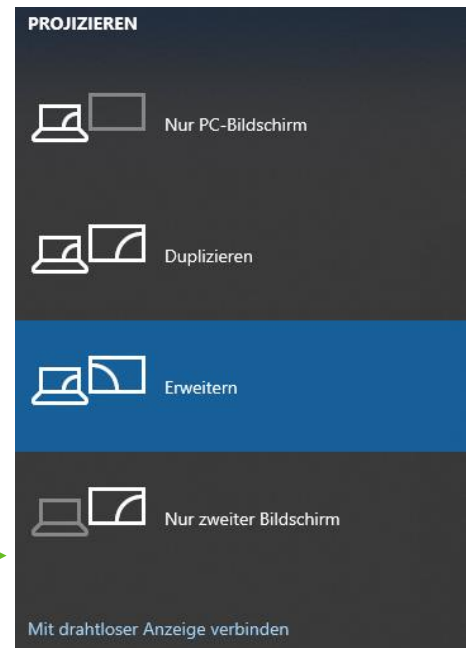 PROJIZIEREN
Nur PC-Bildschirm
Duplizieren
Erweitern
Nur zweiter Bildschirm
Mit drahtloser Anzeige verbinden